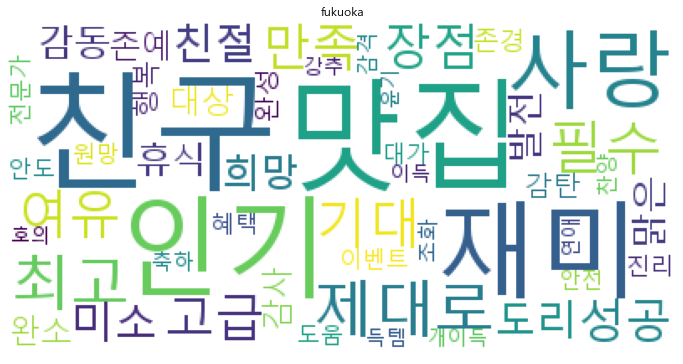 fukuoka
감동
존예
친절
만족
장점
존경
사랑
전문가
행복
대상
완성
강추
감격
용기
친구
맛집
발전
필수
안도
원망
휴식
희망
대가
이득
감탄
찬양
여유
인기
기대
재미
맑은
호의
혜택
조화
연애
축하
이벤트
안전
진리
최고
미소
고급
감사
제대로
도리
성공
완소
도움
득템
개이득